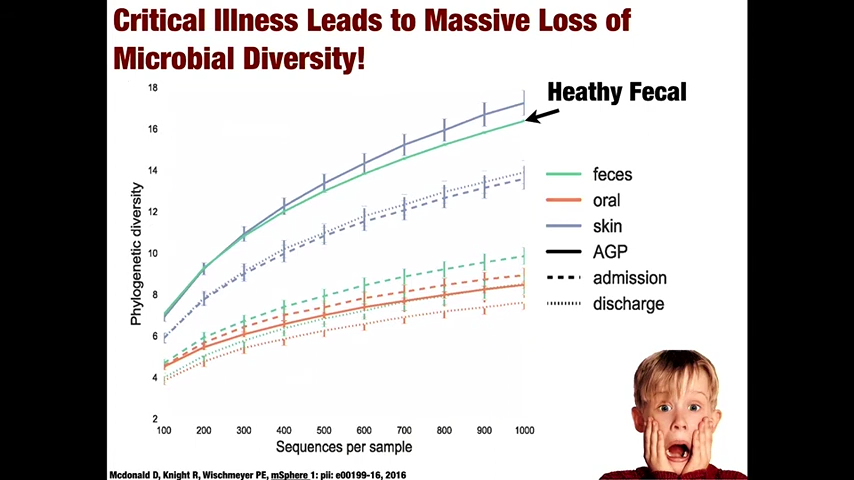 Critical Illness Leads to Massive Loss of
Microbial Diversity!
Heathy Fecal
18
16
14
12
10
8
6
4
2
Phylogenetic diversity
100 200 300 400 500 600 700 800 900 1000
Sequences per sample
feces
oral
skin
AGP
admission
discharge
Mcdonald D, Knight R, Wischmeyer PE, mSphere 1: pii: e00199-16, 2016